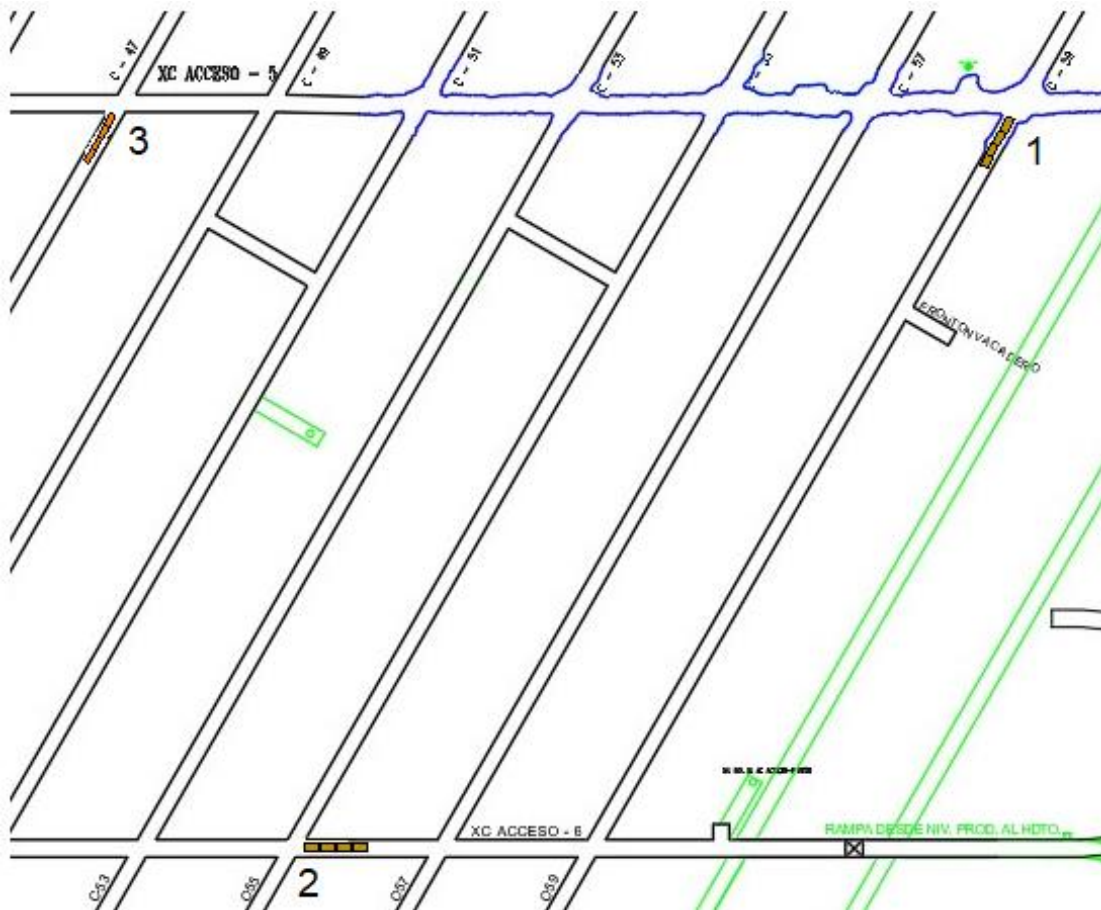 C - 47
XC ACCESO - 5
C - 49
C - 51
C - 53
C - 57
C - 59
3
1
FRONTON VACADERO
XC ACCESO - 6
RAMPA DESDE NIV. PROD. AL HDTO.
2
C53
C55
C57
C59